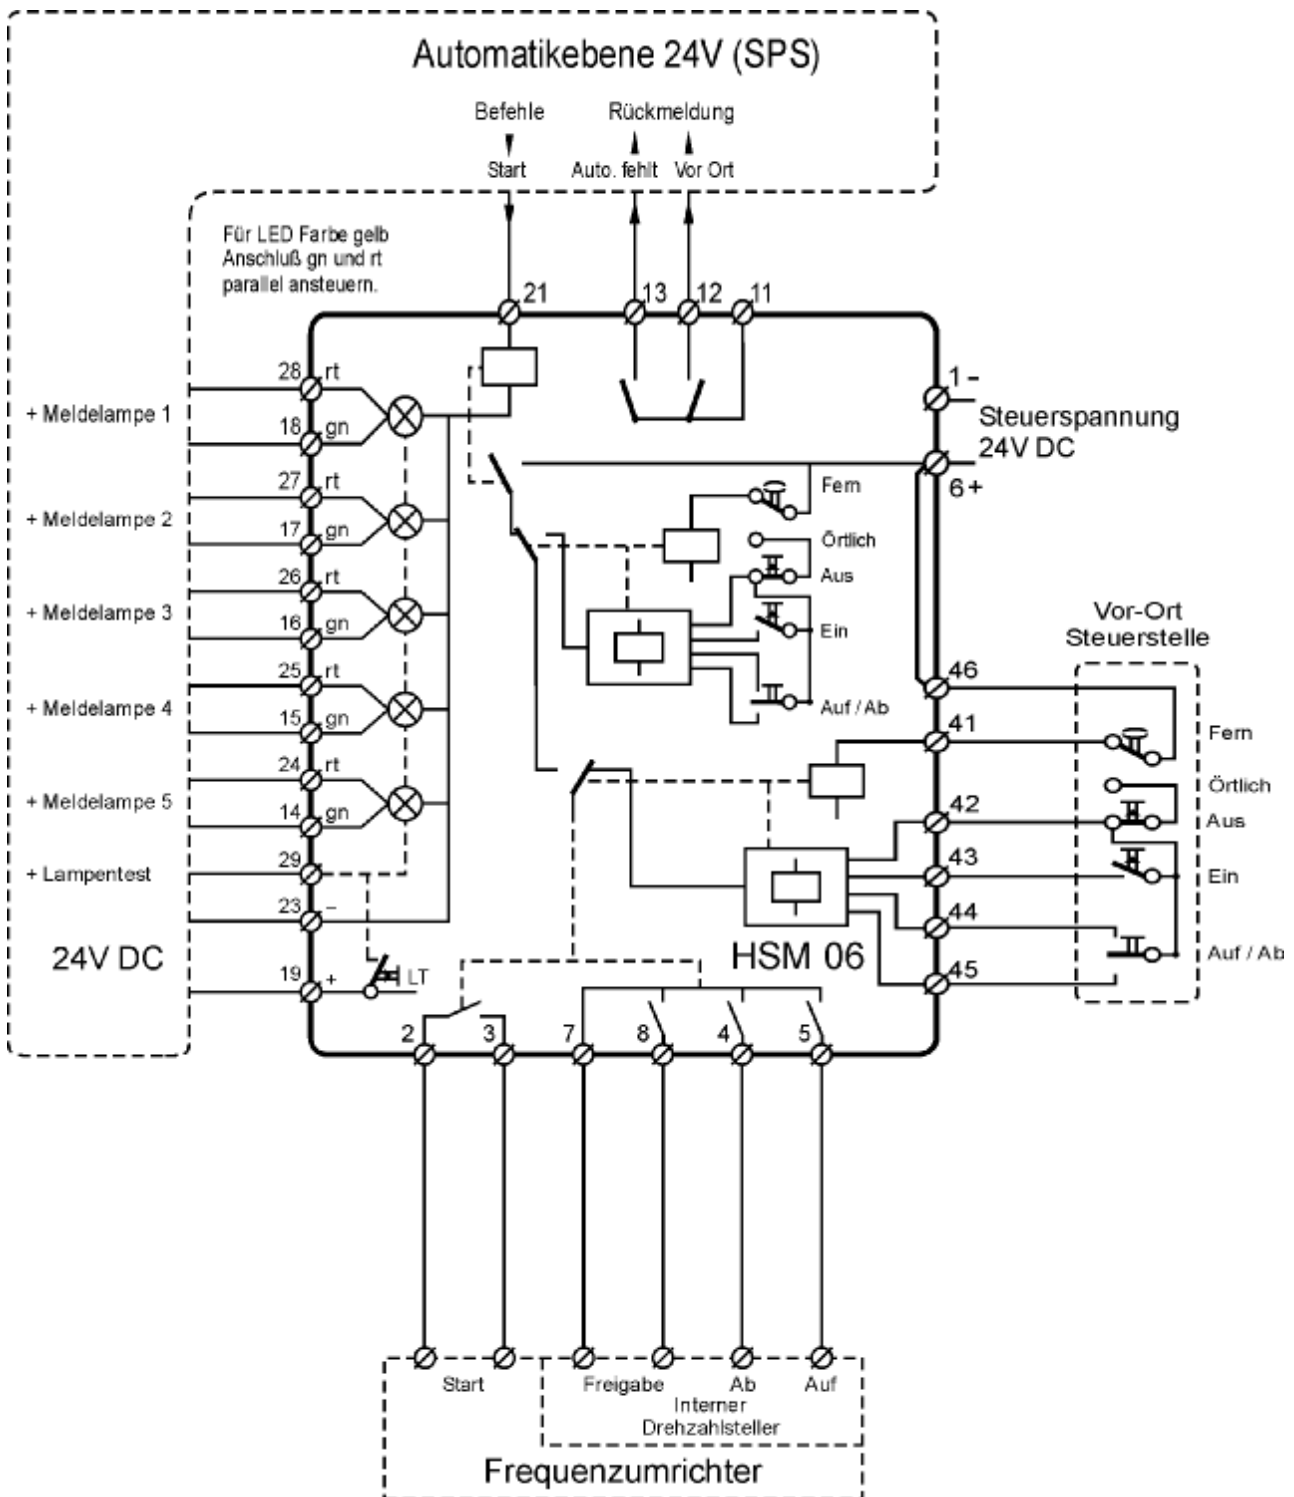 Automatikebene 24V (SPS)
Befehle
Rückmeldung
Start
Auto. fehlt
Vor Ort
Für LED Farbe gelb
Anschluß gn und rt
parallel ansteuern.
21
13
12
11
28
rt
+ Meldelampe 1
18
gn
27
rt
+ Meldelampe 2
17
gn
26
rt
+ Meldelampe 3
16
gn
25
rt
+ Meldelampe 4
15
gn
24
rt
+ Meldelampe 5
14
gn
29
+ Lampentest
23
–
24V DC
19
+
LT
1 –
Steuerspannung
24V DC
6+
Fern
Örtlich
Aus
Ein
Auf / Ab
Vor-Ort
Steuerstelle
46
41
42
43
44
45
Fern
Örtlich
Aus
Ein
Auf / Ab
HSM 06
2
3
7
8
4
5
Start
Freigabe
Ab
Auf
Interner
Drehzahlsteller
Frequenzumrichter